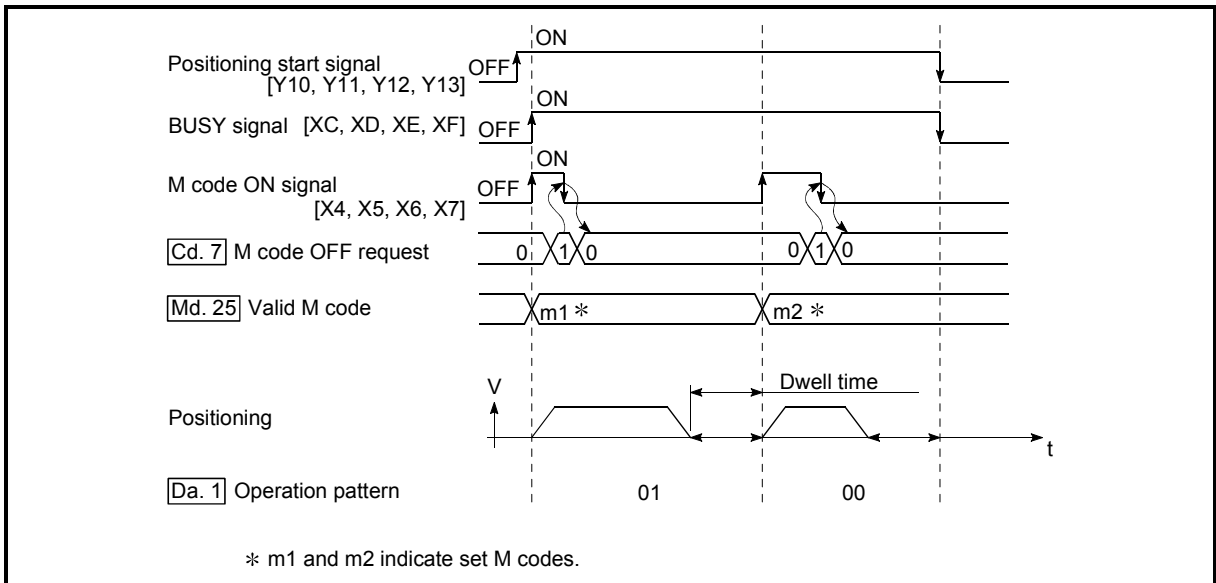 ON
Positioning start signal
OFF
[Y10, Y11, Y12, Y13]
ON
BUSY signal [XC, XD, XE, XF]
OFF
ON
M code ON signal
OFF
[X4, X5, X6, X7]
Cd. 7 M code OFF request
0 1 0 0 1 0
Md. 25 Valid M code
m1 * m2 *
V
Dwell time
Positioning
t
Da. 1 Operation pattern
01 00
* m1 and m2 indicate set M codes.